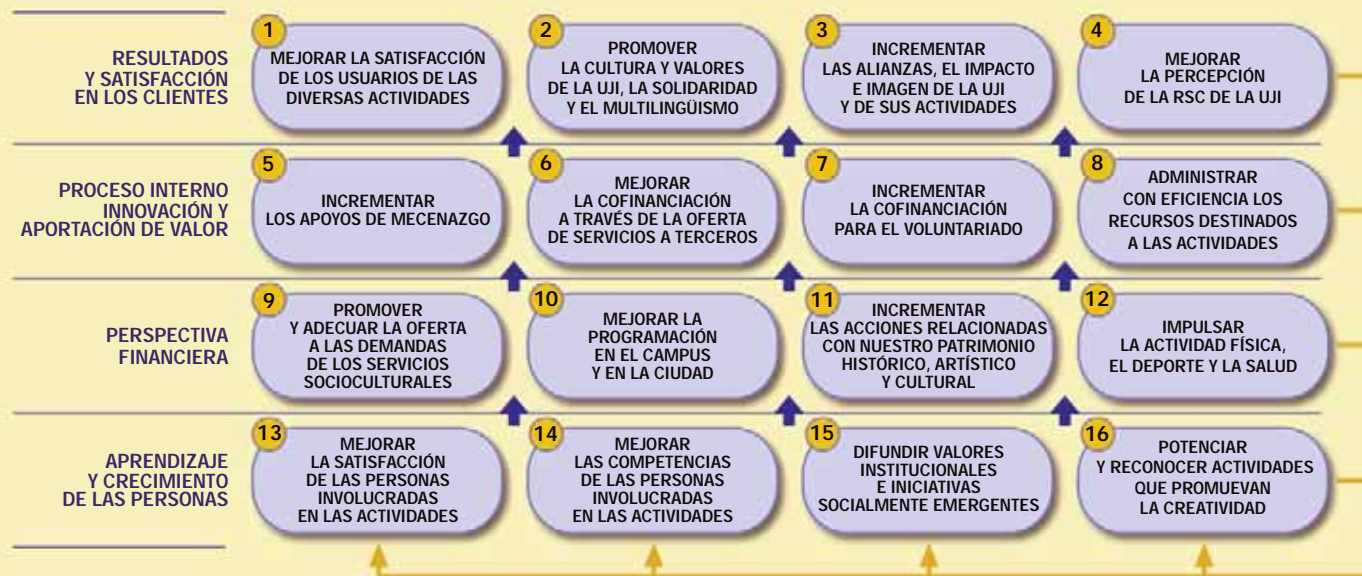 RESULTADOS
Y SATISFACCIÓN
EN LOS CLIENTES
1
MEJORAR LA SATISFACCIÓN
DE LOS USUARIOS DE LAS
DIVERSAS ACTIVIDADES
2
PROMOVER
LA CULTURA Y VALORES
DE LA UJI, LA SOLIDARIDAD
Y EL MULTILINGÜISMO
3
INCREMENTAR
LAS ALIANZAS, EL IMPACTO
E IMAGEN DE LA UJI
Y DE SUS ACTIVIDADES
4
MEJORAR
LA PERCEPCIÓN
DE LA RSC DE LA UJI
PROCESO INTERNO
INNOVACIÓN Y
APORTACIÓN DE VALOR
5
INCREMENTAR
LOS APOYOS DE MECENAZGO
6
MEJORAR
LA COFINANCIACIÓN
A TRAVÉS DE LA OFERTA
DE SERVICIOS A TERCEROS
7
INCREMENTAR
LA COFINANCIACIÓN
PARA EL VOLUNTARIADO
8
ADMINISTRAR
CON EFICIENCIA LOS
RECURSOS DESTINADOS
A LAS ACTIVIDADES
PERSPECTIVA
FINANCIERA
9
PROMOVER
Y ADECUAR LA OFERTA
A LAS DEMANDAS
DE LOS SERVICIOS
SOCIOCULTURALES
10
MEJORAR LA
PROGRAMACIÓN
EN EL CAMPUS
Y EN LA CIUDAD
11
INCREMENTAR
LAS ACCIONES RELACIONADAS
CON NUESTRO PATRIMONIO
HISTÓRICO, ARTÍSTICO
Y CULTURAL
12
IMPULSAR
LA ACTIVIDAD FÍSICA,
EL DEPORTE Y LA SALUD
APRENDIZAJE
Y CRECIMIENTO
DE LAS PERSONAS
13
MEJORAR
LA SATISFACCIÓN
DE LAS PERSONAS
INVOLUCRADAS
EN LAS ACTIVIDADES
14
MEJORAR
LAS COMPETENCIAS
DE LAS PERSONAS
INVOLUCRADAS
EN LAS ACTIVIDADES
15
DIFUNDIR VALORES
INSTITUCIONALES
E INICIATIVAS
SOCIALMENTE EMERGENTES
16
POTENCIAR
Y RECONOCER ACTIVIDADES
QUE PROMUEVAN
LA CREATIVIDAD